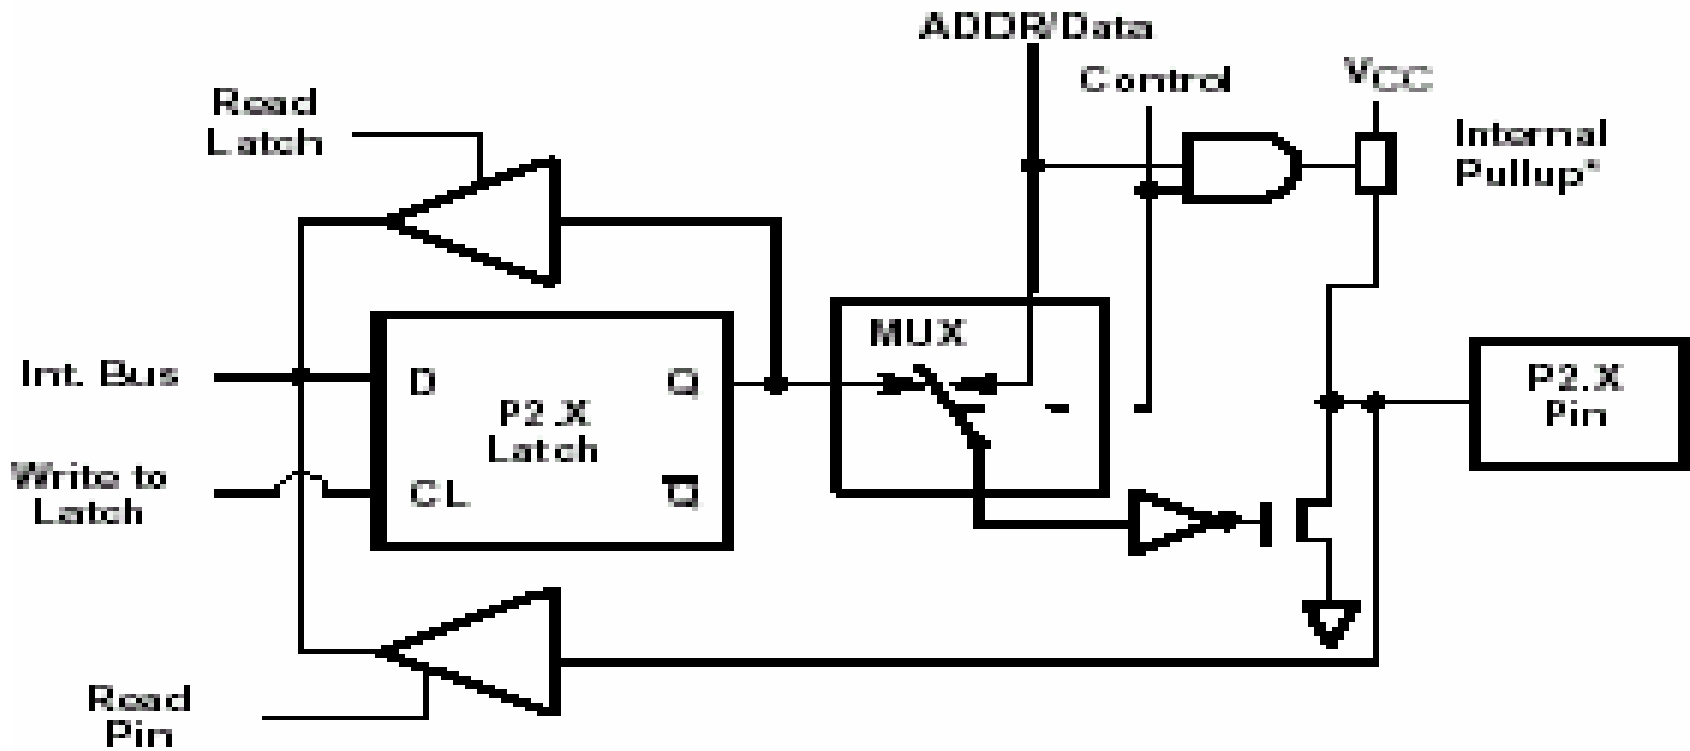 ADDR/Data
Control
VCC
Read
Latch
Internal
Pullup*
MUX
Int. Bus
D
Q
P2.X
Latch
P2.X
Pin
Write to
Latch
CL
Q̅
Read
Pin